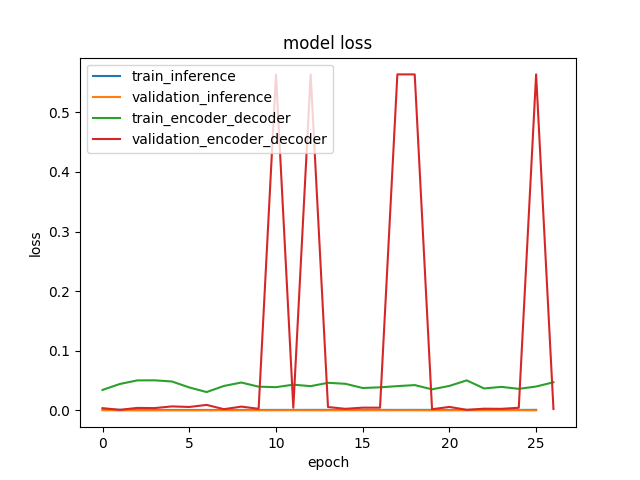 model loss
train_inference
validation_inference
train_encoder_decoder
validation_encoder_decoder
0.5
0.4
0.3
0.2
0.1
0.0
loss
0 5 10 15 20 25
epoch